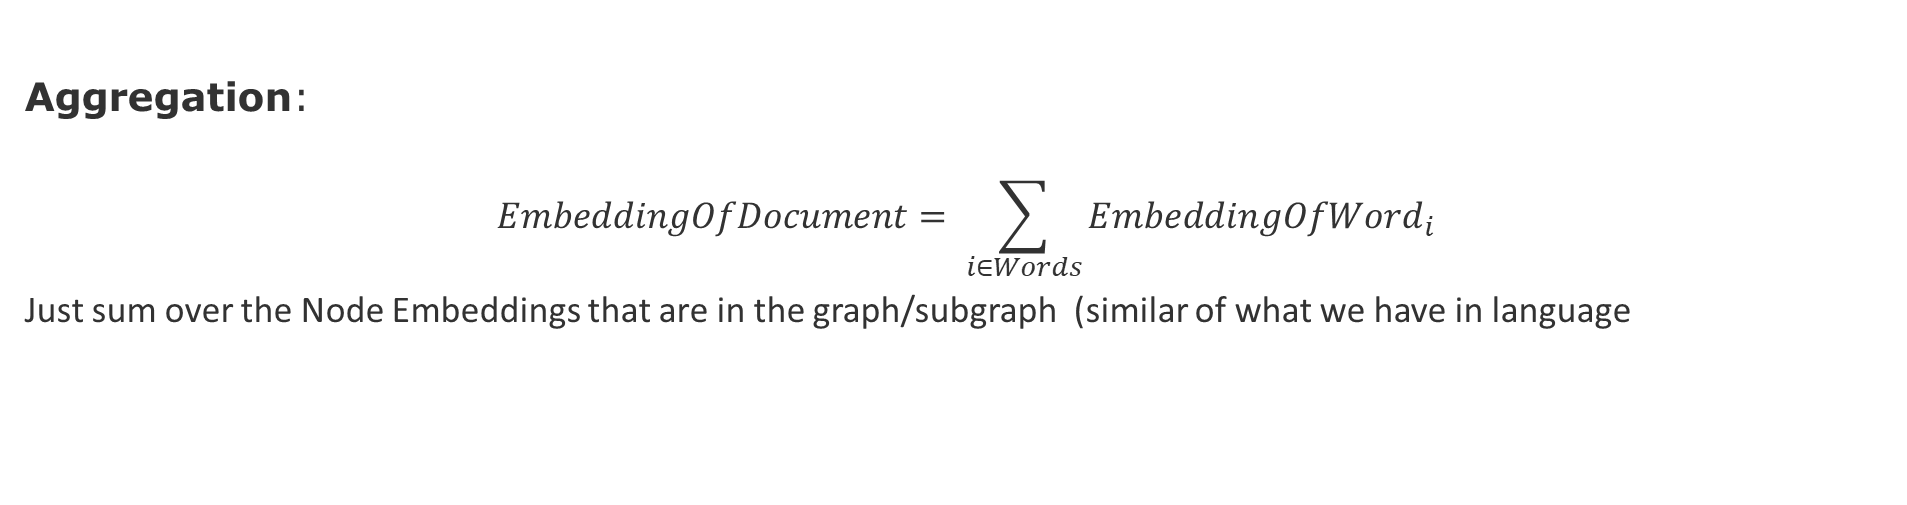 Aggregation:
EmbeddingOfDocument = ∑ EmbeddingOfWordᵢ
i∈Words
Just sum over the Node Embeddings that are in the graph/subgraph (similar of what we have in language